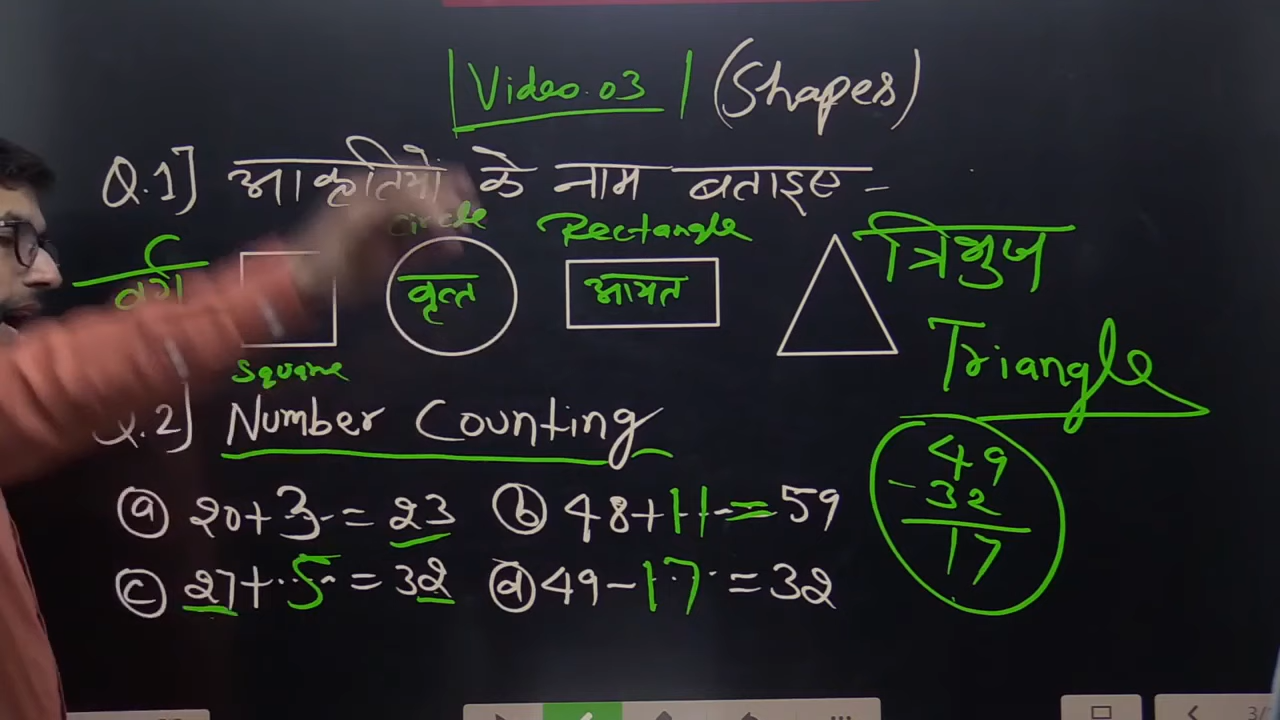 Video.03 (Shapes)
Q.1] आकृतियों के नाम बताइए -
Circle Rectangle
वर्ग वृत्त आयत त्रिभुज
Square Triangle
Q.2] Number Counting
49
- 32
17
(a) 20+3 = 23 (b) 48+11 = 59
(c) 27+5 = 32 (d) 49-17 = 32